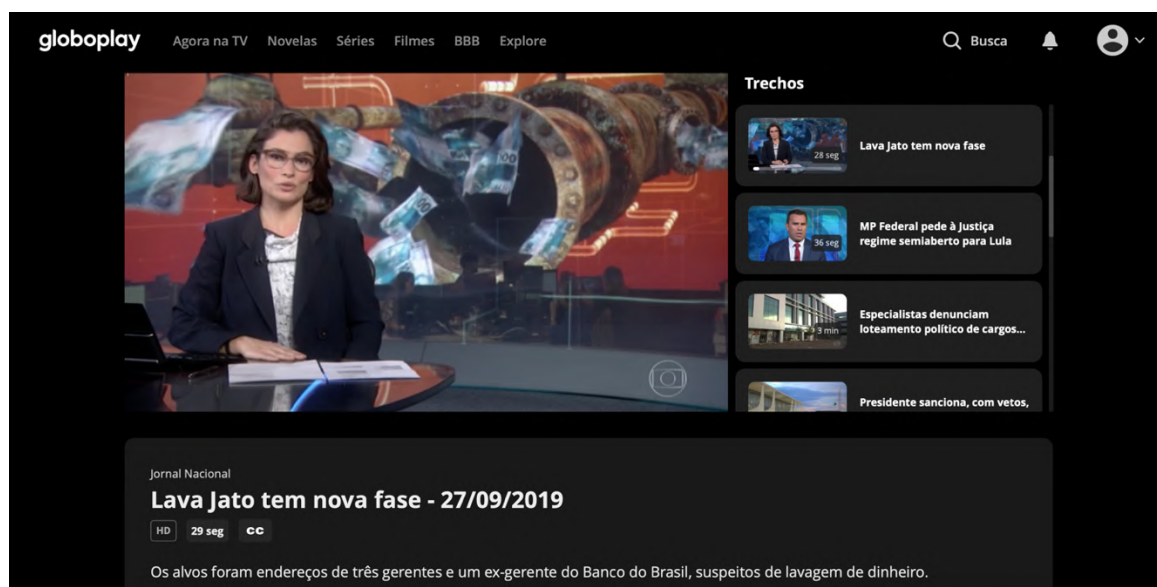 globoplay
Agora na TV Novelas Séries Filmes BBB Explore
Busca
Trechos
28 seg
Lava Jato tem nova fase
36 seg
MP Federal pede à Justiça
regime semiaberto para Lula
3 min
Especialistas denunciam
loteamento político de cargos...
Presidente sanciona, com vetos,
Jornal Nacional
Lava Jato tem nova fase - 27/09/2019
HD 29 seg CC
Os alvos foram endereços de três gerentes e um ex-gerente do Banco do Brasil, suspeitos de lavagem de dinheiro.